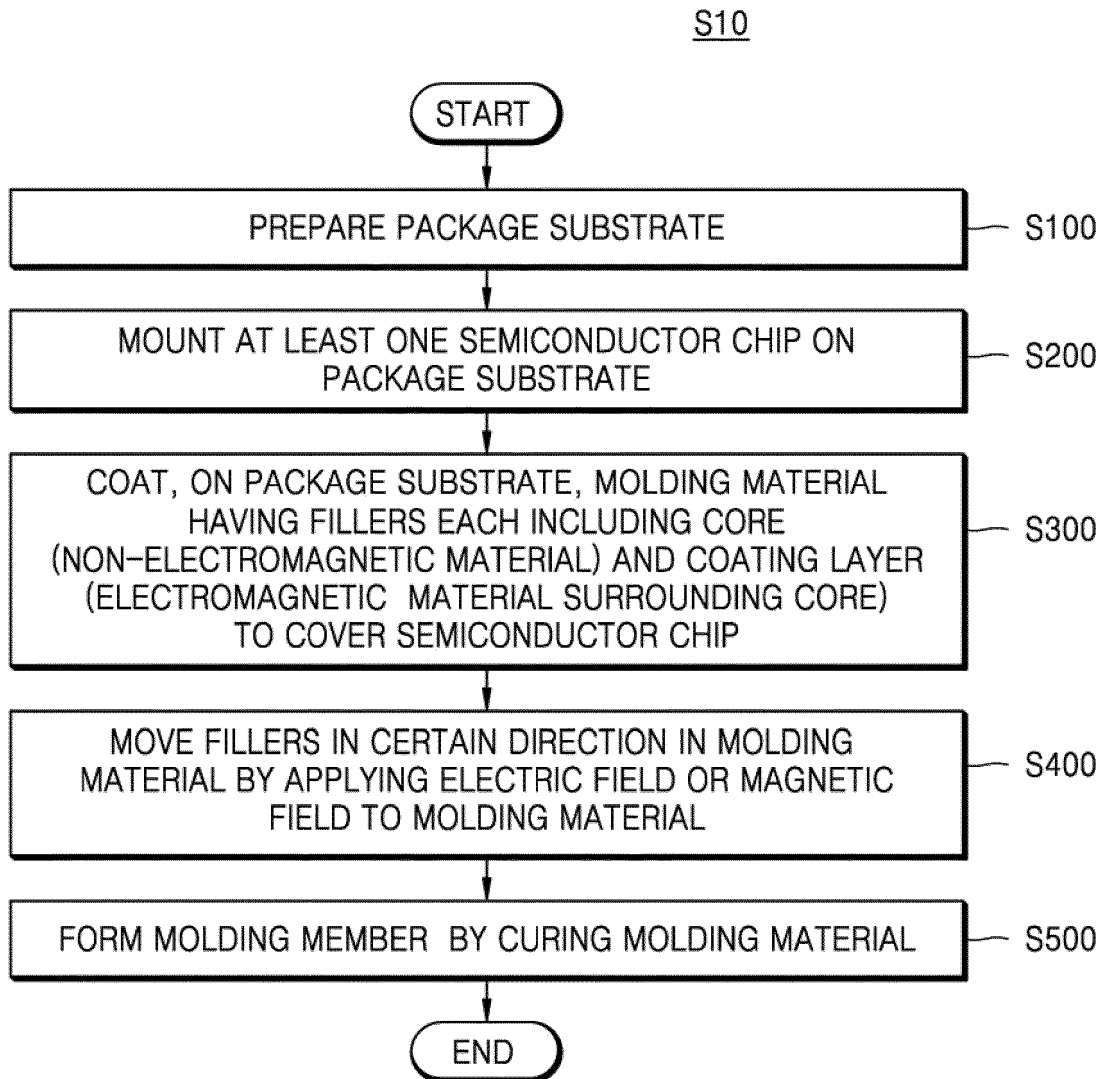 S10
START
PREPARE PACKAGE SUBSTRATE
S100
MOUNT AT LEAST ONE SEMICONDUCTOR CHIP ON
PACKAGE SUBSTRATE
S200
COAT, ON PACKAGE SUBSTRATE, MOLDING MATERIAL
HAVING FILLERS EACH INCLUDING CORE
(NON-ELECTROMAGNETIC MATERIAL) AND COATING LAYER
(ELECTROMAGNETIC MATERIAL SURROUNDING CORE)
TO COVER SEMICONDUCTOR CHIP
S300
MOVE FILLERS IN CERTAIN DIRECTION IN MOLDING
MATERIAL BY APPLYING ELECTRIC FIELD OR MAGNETIC
FIELD TO MOLDING MATERIAL
S400
FORM MOLDING MEMBER BY CURING MOLDING MATERIAL
S500
END